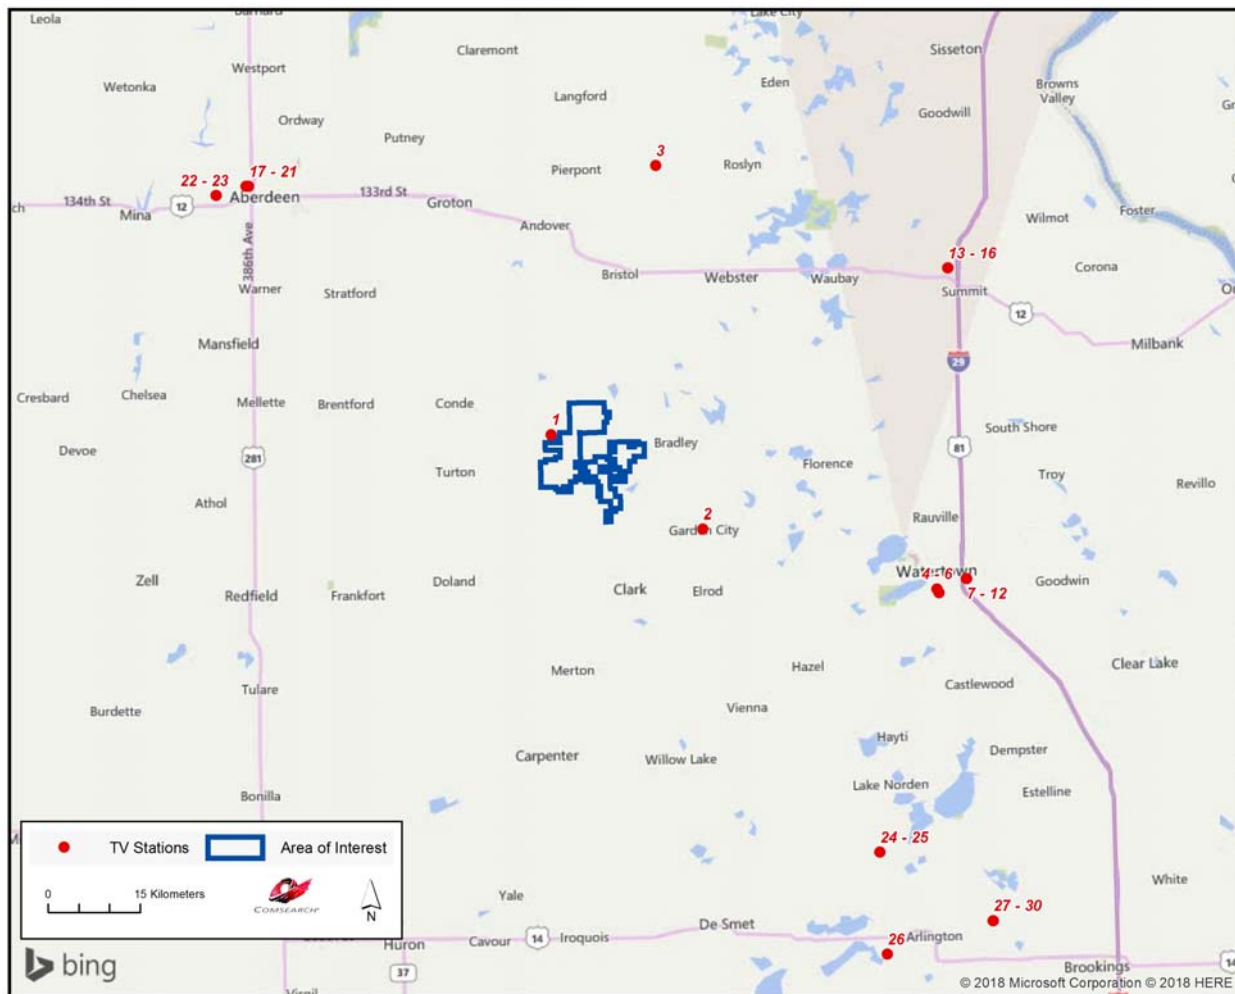 Leola
Barnard
Lake City
Claremont
Sisseton
Westport
Wetonka
Eden
Browns
Valley
Langford
Goodwill
Ordway
Putney
3
17 - 21
Pierpont
Roslyn
22 - 23
Aberdeen
133rd St
134th St
Groton
12
Mina
Foster
Wilmot
Andover
386th Ave
13 - 16
Bristol
Webster
Waubay
Corona
Warner
Stratford
Summit
12
Mansfield
Milbank
29
Cresbard
Chelsea
Mellette
Brentford
Conde
1
South Shore
Devoe
Bradley
81
281
Turton
Florence
Troy
Revillo
Athol
2
Rauville
Garden City
Watertown
4 - 6
Zell
Doland
Goodwin
Redfield
Frankfort
Clark
Elrod
7 - 12
Merton
Hazel
Clear Lake
Castlewood
Tulare
Burdette
Vienna
Hayti
Dempster
Carpenter
Willow Lake
Lake Norden
Estelline
Bonilla
24 - 25
TV Stations
Area of Interest
0
15 Kilometers
COMSEARCH
N
Yale
White
27 - 30
De Smet
26
Arlington
Huron
Cavour
14
Iroquois
bing
37
Brookings
14
© 2018 Microsoft Corporation © 2018 HERE
Virgil